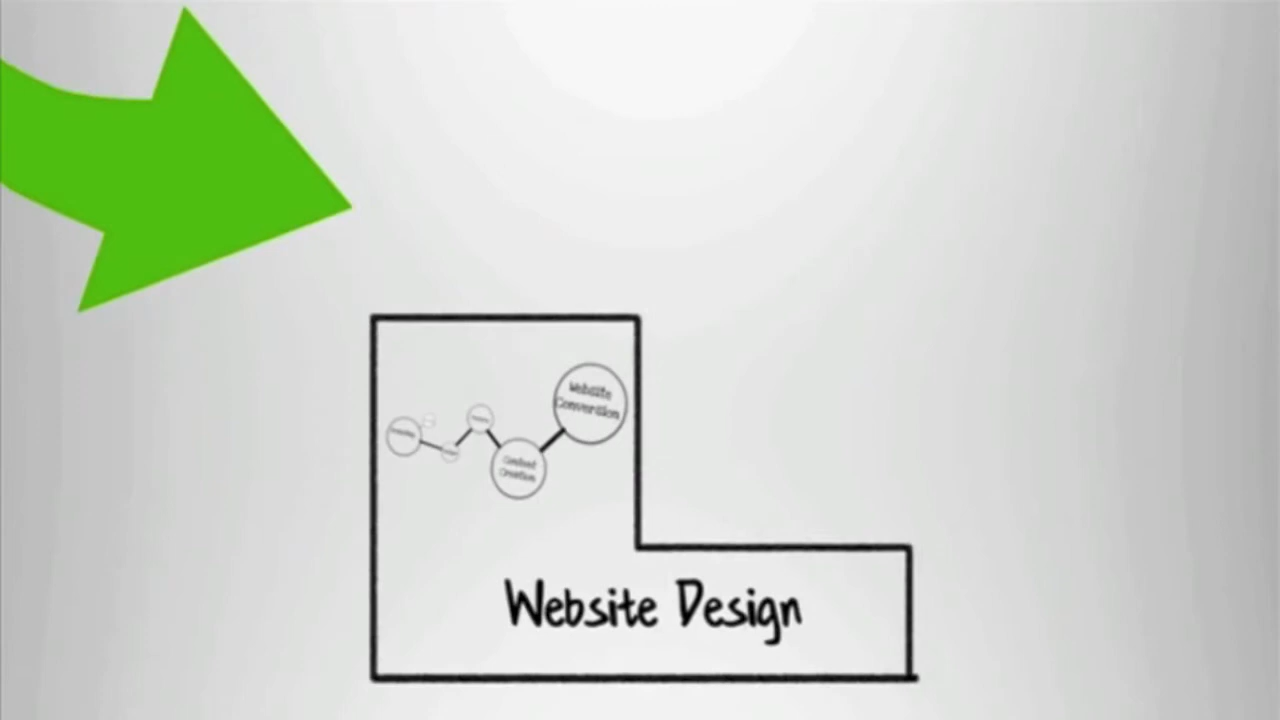 Website
Conversion
Content
Creation
Website Design